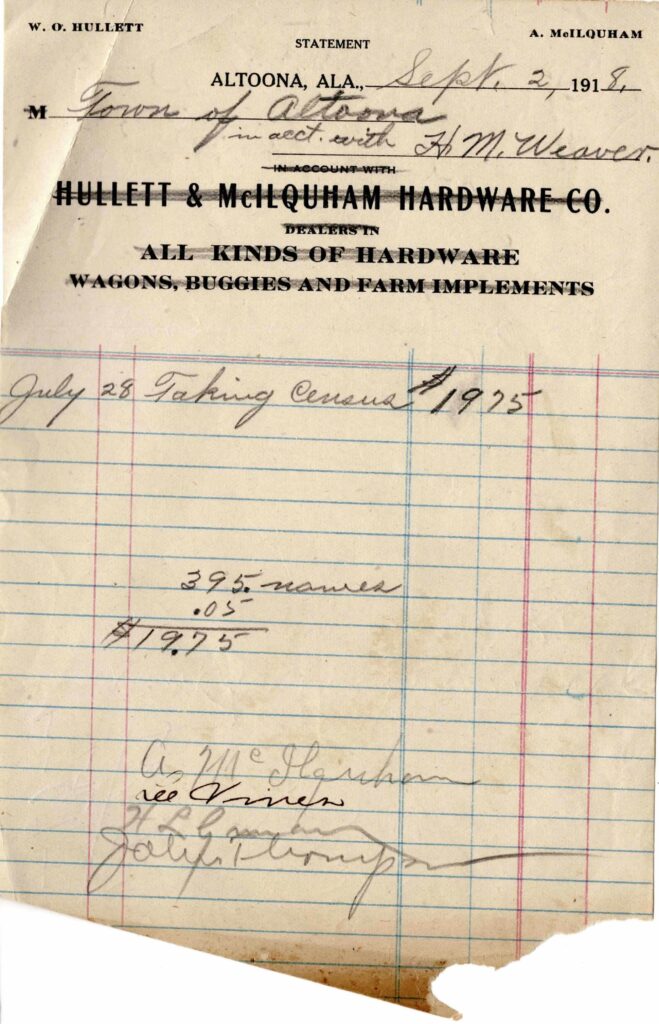 W. O. HULLETT
A. McILQUHAM
STATEMENT
ALTOONA, ALA., Sept. 2, 1918.
M Town of Altoona
in acct. with H. M. Weaver.
IN ACCOUNT WITH
HULLETT & McILQUHAM HARDWARE CO.
DEALERS IN
ALL KINDS OF HARDWARE
WAGONS, BUGGIES AND FARM IMPLEMENTS
July 28 Taking Census $1975
395. names
.05
$19.75
A. McIlquham
Vines
H L
Thompson